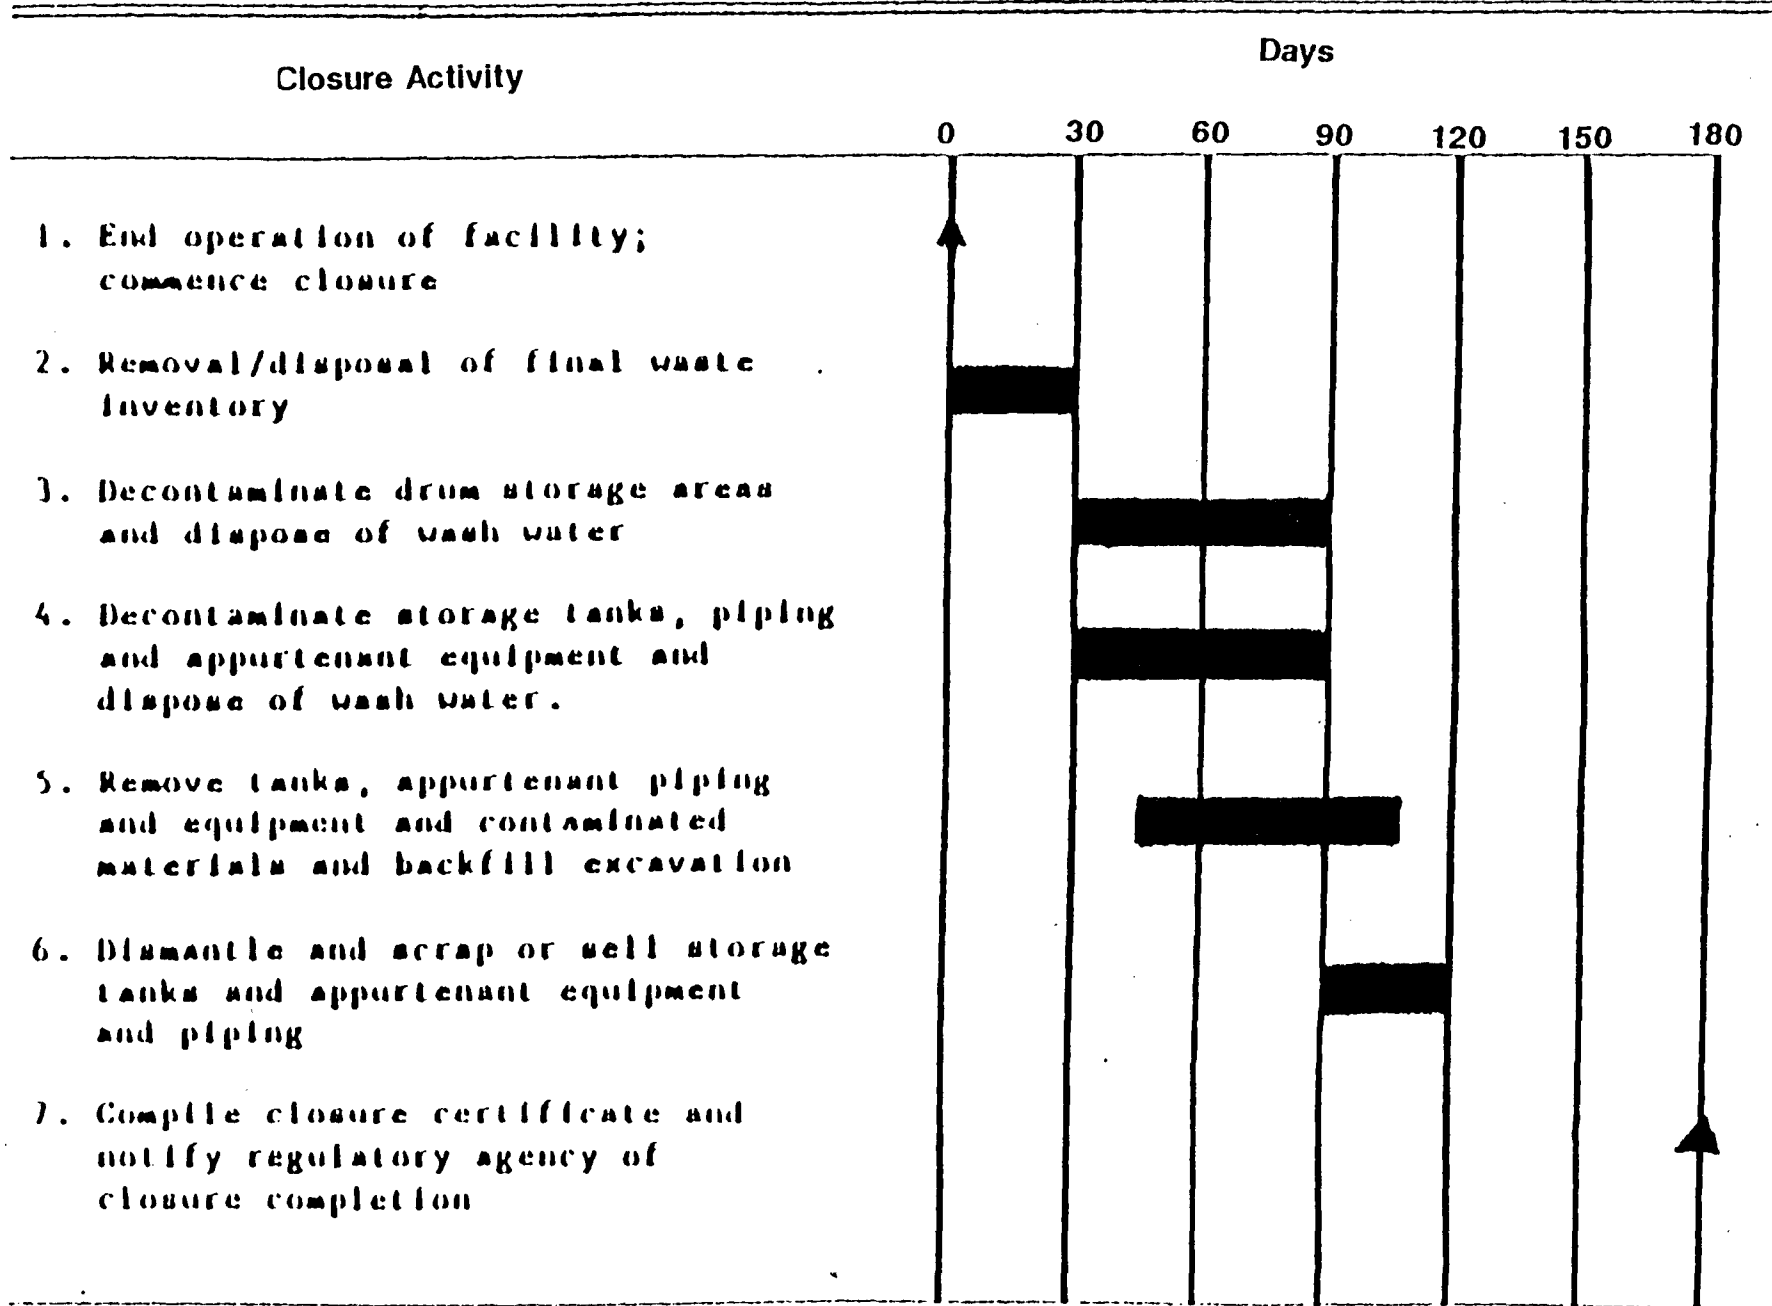 Days
Closure Activity
0 30 60 90 120 150 180
1. End operation of facility;
commence closure
2. Removal/disposal of final waste
inventory
3. Decontaminate drum storage areas
and dispose of wash water
4. Decontaminate storage tanks, piping
and appurtenant equipment and
dispose of wash water.
5. Remove tanks, appurtenant piping
and equipment and contaminated
materials and backfill excavation
6. Dismantle and scrap or sell storage
tanks and appurtenant equipment
and piping
7. Compile closure certificate and
notify regulatory agency of
closure completion